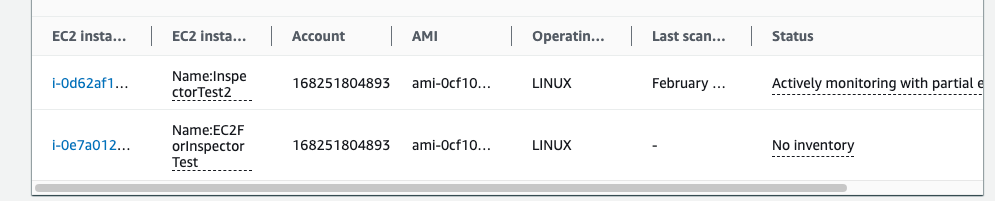 EC2 insta... EC2 insta... Account AMI Operatin... Last scan... Status
Name:Inspe
i-0d62af1... ctorTest2 168251804893 ami-0cf10... LINUX February ... Actively monitoring with partial e
Name:EC2F
i-0e7a012... orInspector 168251804893 ami-0cf10... LINUX - No inventory
Test